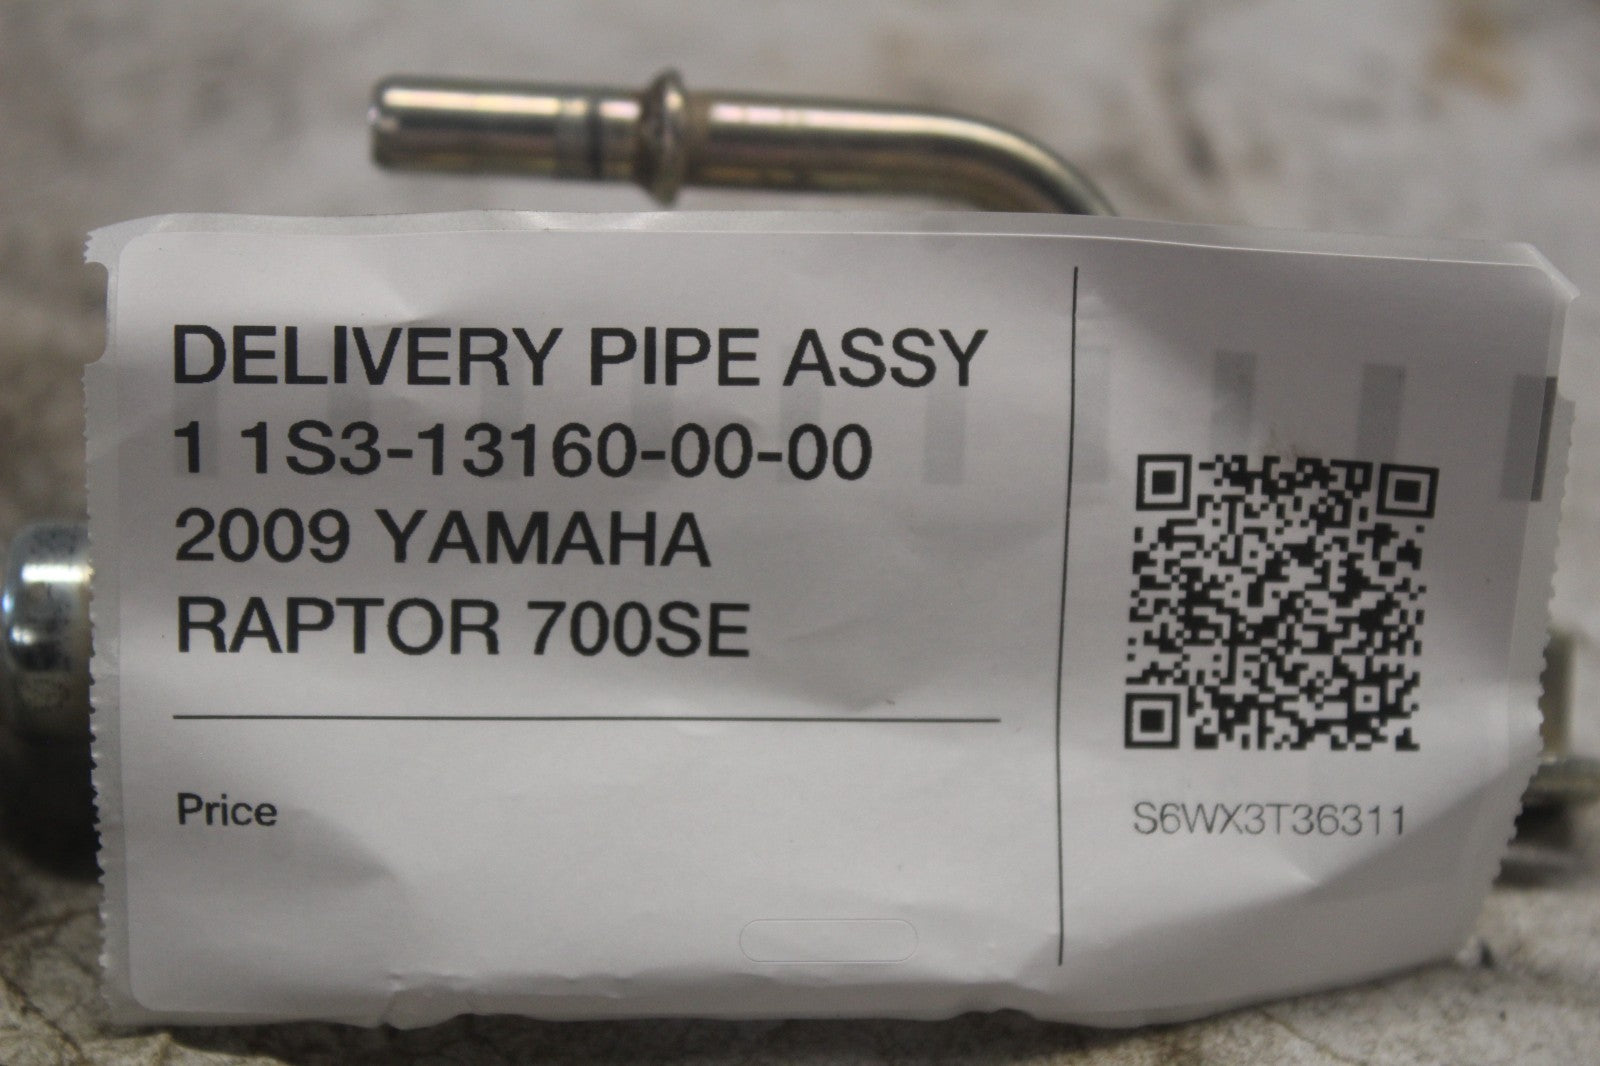 DELIVERY PIPE ASSY
1 1S3-13160-00-00
2009 YAMAHA
RAPTOR 700SE
Price
S6WX3T36311